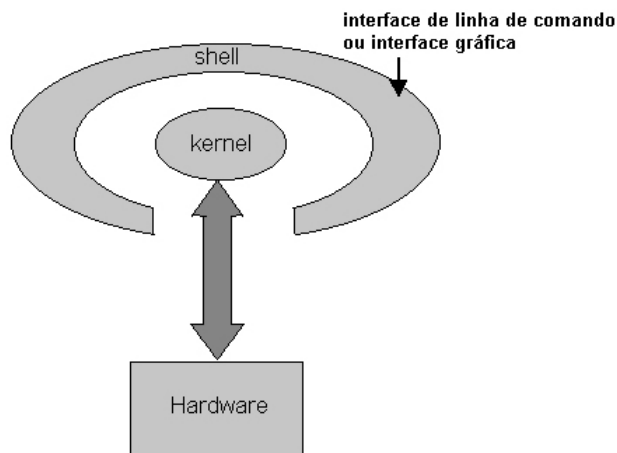 interface de linha de comando
ou interface gráfica
shell
kernel
Hardware